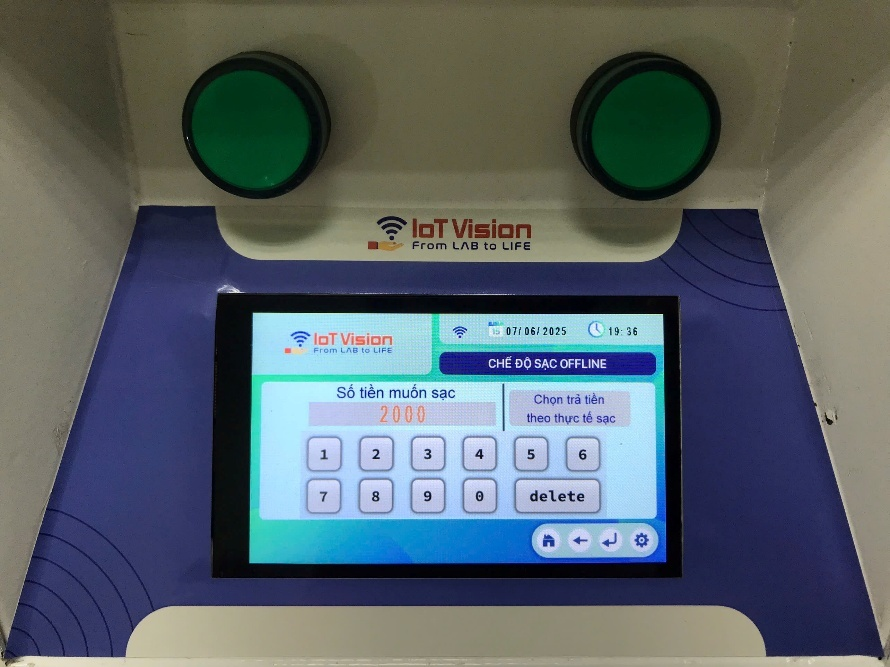 IoT Vision
From LAB to LIFE
IoT Vision
From LAB to LIFE
15
07/06/2025
19:36
CHẾ ĐỘ SẠC OFFLINE
Số tiền muốn sạc
2000
Chọn trả tiền
theo thực tế sạc
1 2 3 4 5 6
7 8 9 0 delete